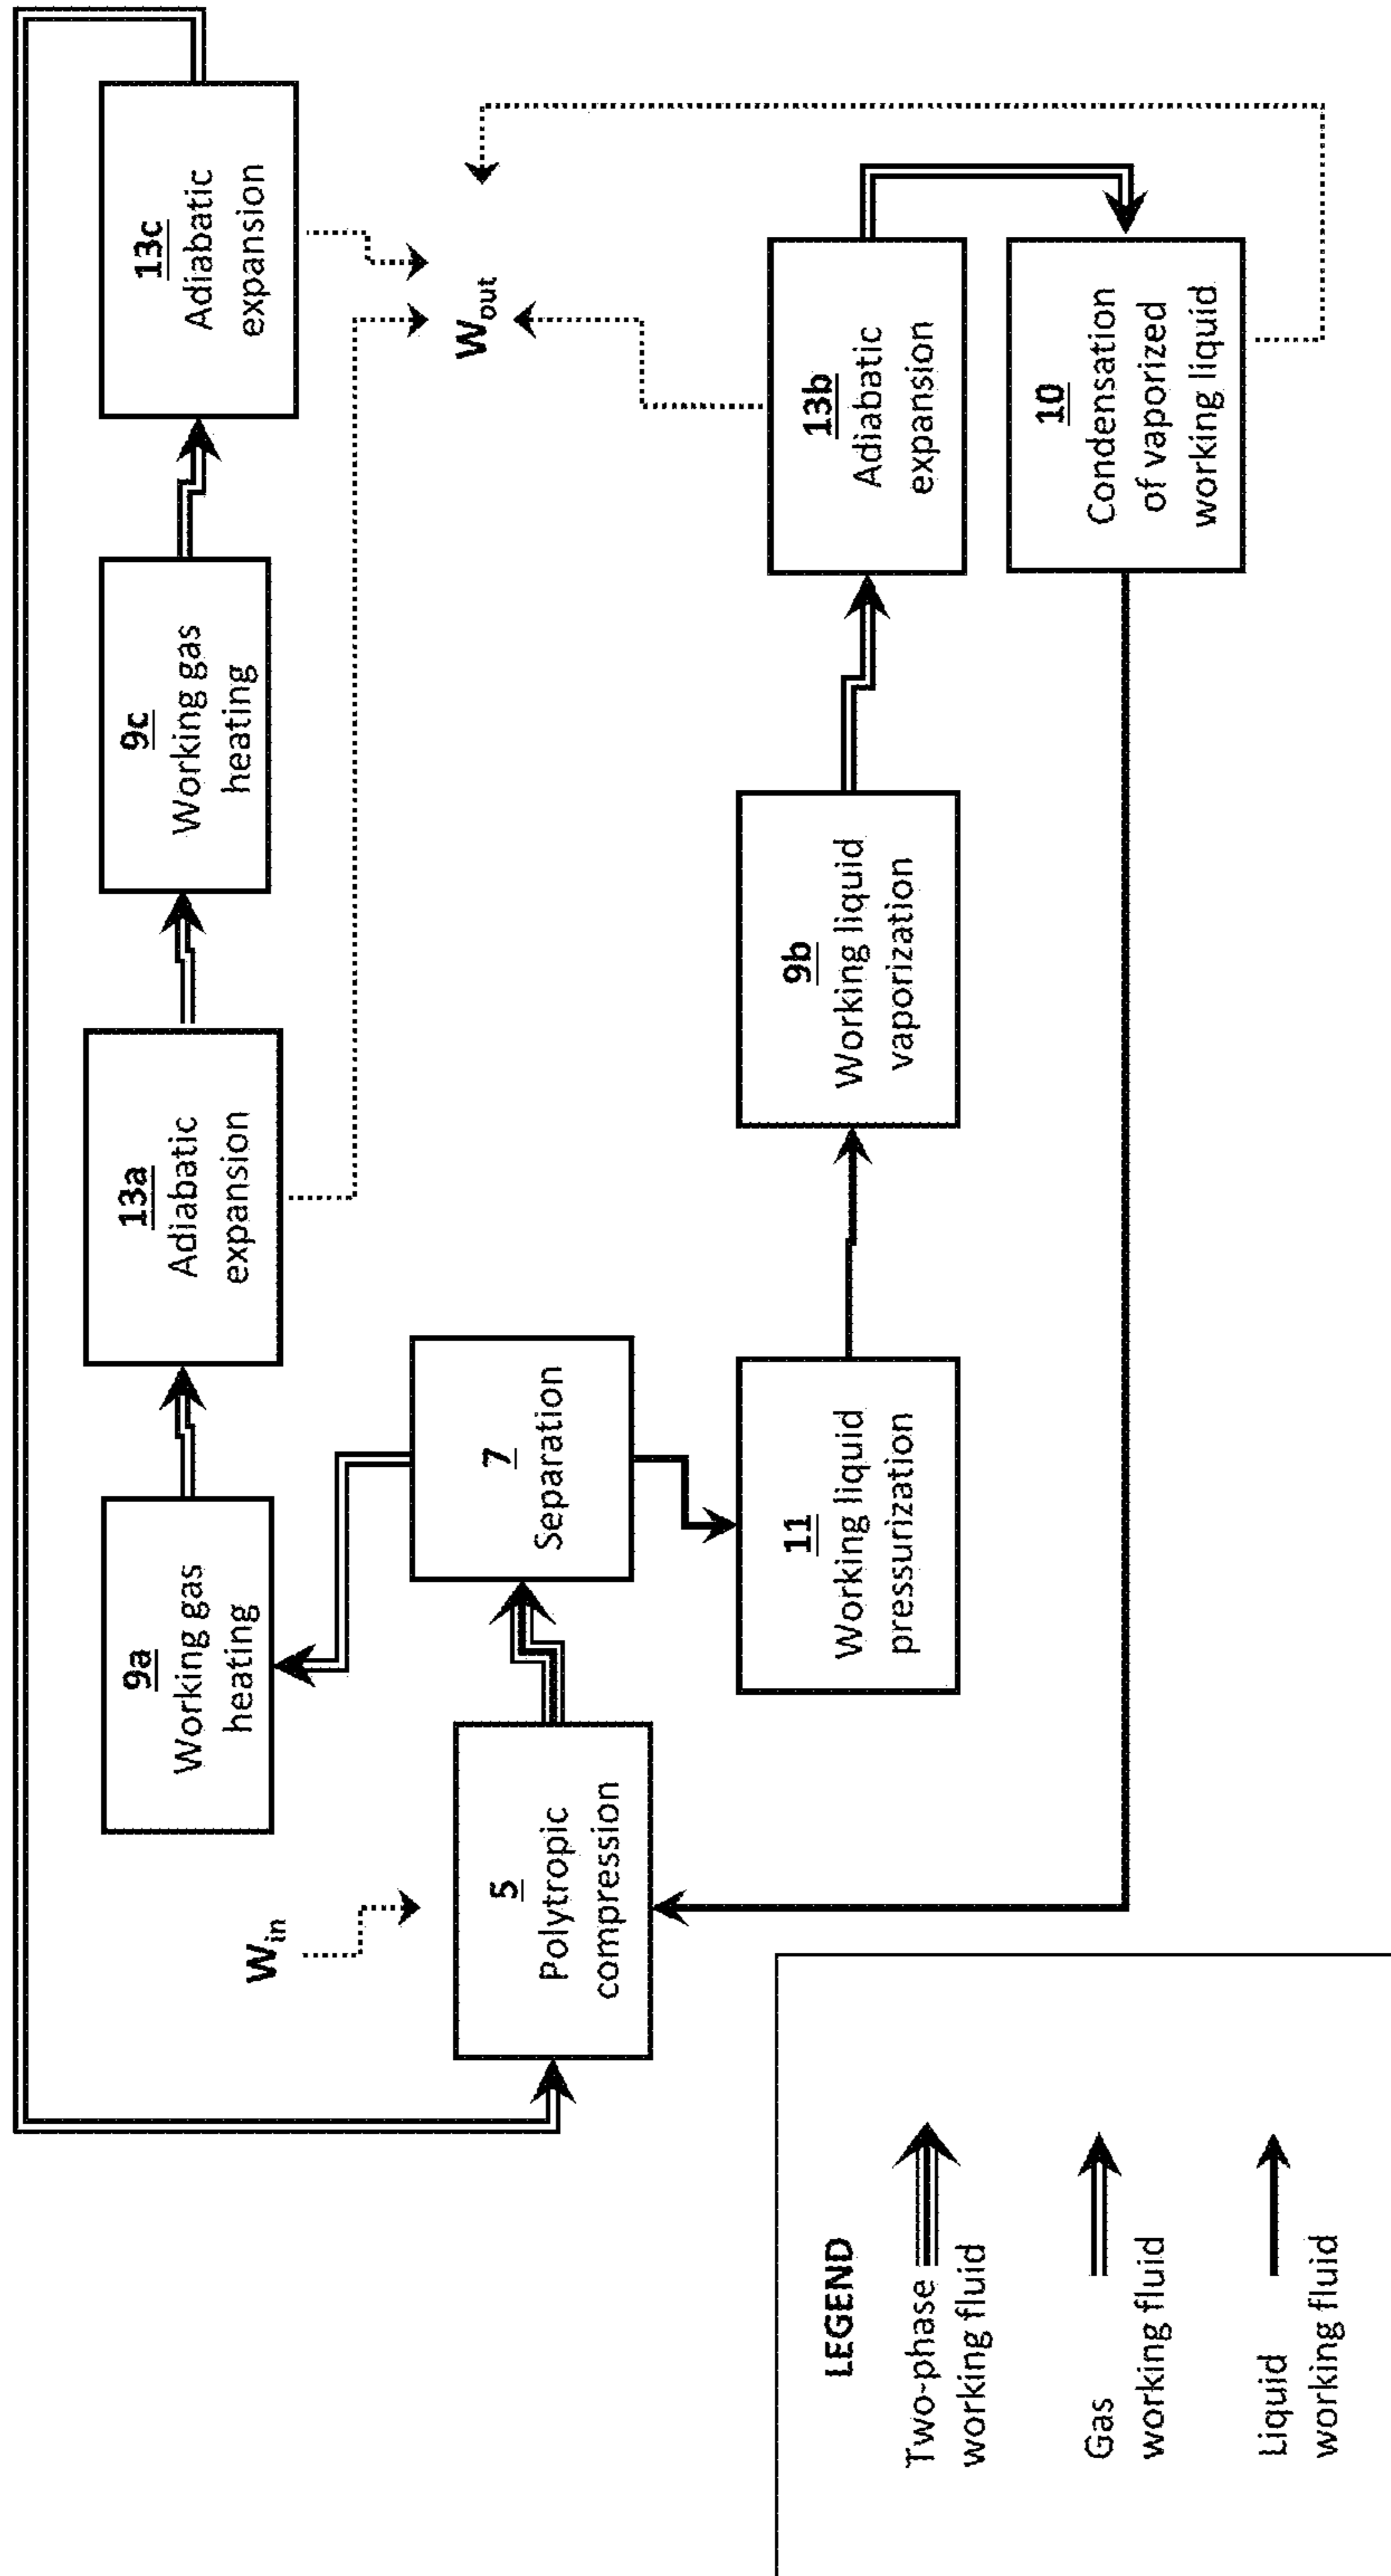 9a
Working gas
heating
13a
Adiabatic
expansion
9c
Working gas
heating
13c
Adiabatic
expansion
Win
Wout
5
Polytropic
compression
7
Separation
11
Working liquid
pressurization
9b
Working liquid
vaporization
13b
Adiabatic
expansion
10
Condensation
of vaporized
working liquid
LEGEND
Two-phase
working fluid
Gas
working fluid
Liquid
working fluid